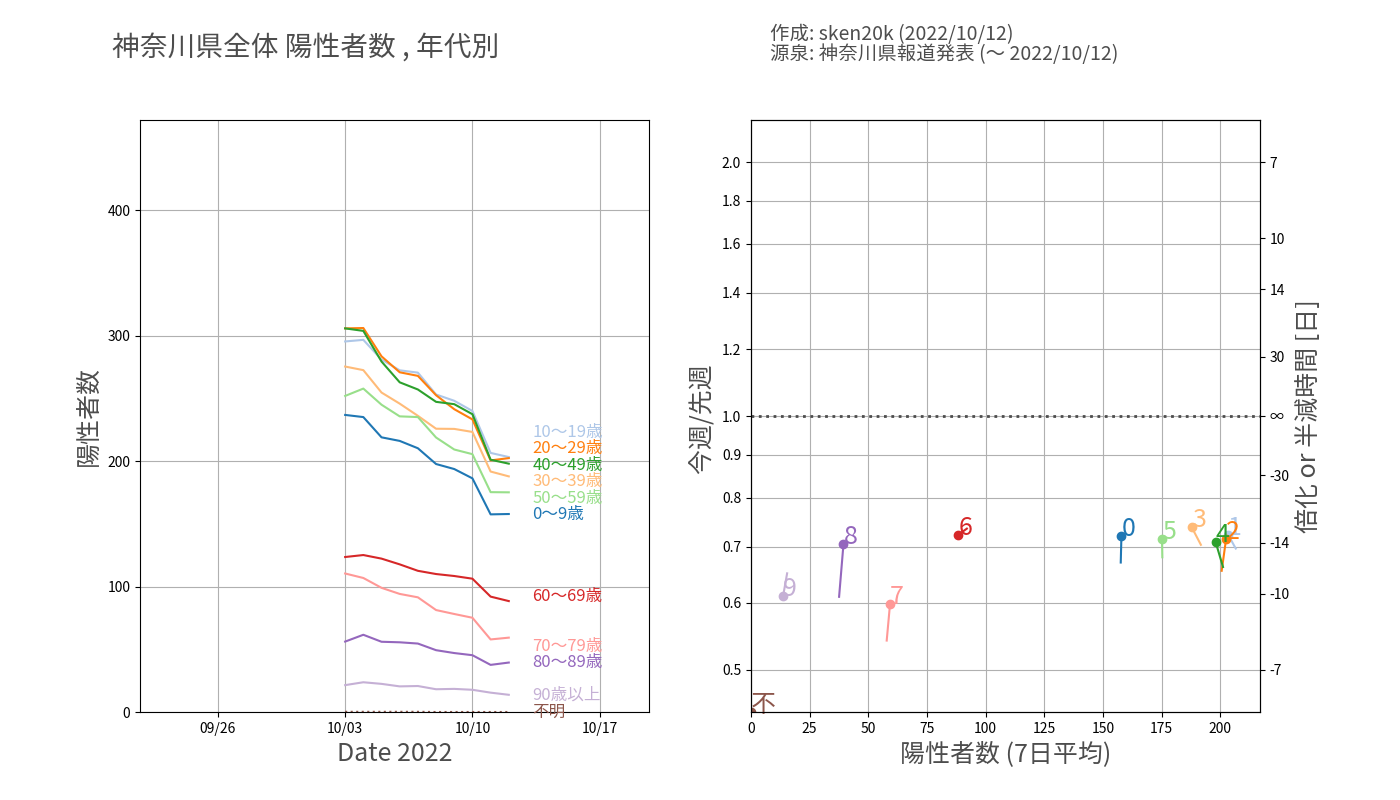 神奈川県全体 陽性者数 , 年代別
作成: sken20k (2022/10/12)
源泉: 神奈川県報道発表 (〜 2022/10/12)
陽性者数
400
300
200
100
0
09/26
10/03
10/10
10/17
Date 2022
10〜19歳
20〜29歳
40〜49歳
30〜39歳
50〜59歳
0〜9歳
60〜69歳
70〜79歳
80〜89歳
90歳以上
不明
今週/先週
2.0
1.8
1.6
1.4
1.2
1.0
0.9
0.8
0.7
0.6
0.5
0
25
50
75
100
125
150
175
200
陽性者数 (7日平均)
7
10
14
30
∞
-30
-14
-10
-7
倍化 or 半減時間 [日]
不
9
8
7
6
0
5
3
4
2
1